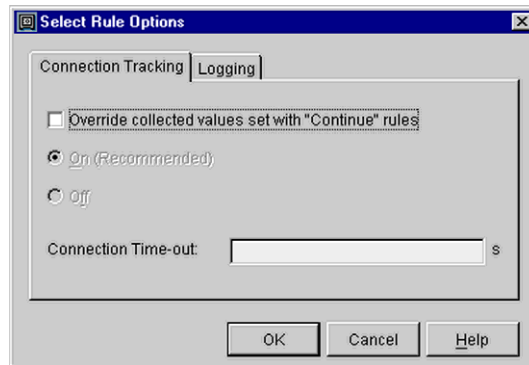 Select Rule Options
Connection Tracking Logging
Override collected values set with "Continue" rules
On (Recommended)
Off
Connection Time-out: s
OK Cancel Help